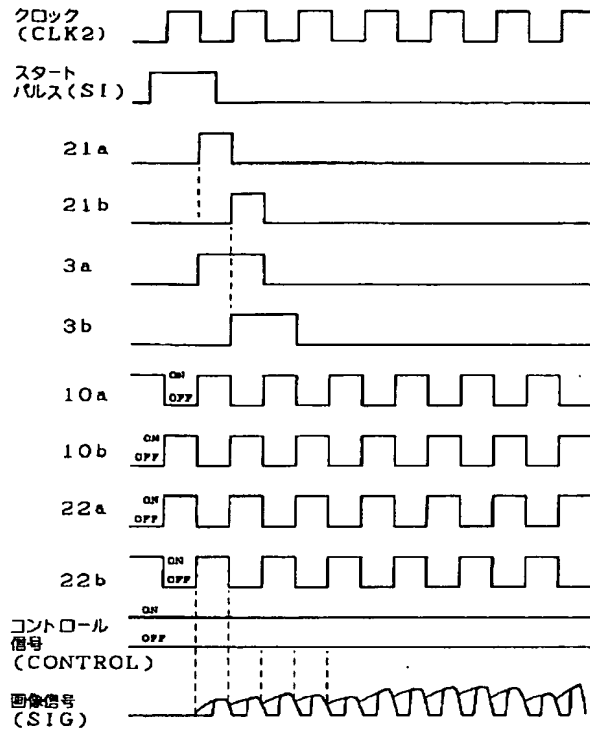 クロック
(CLK2)
スタート
パルス(SI)
21a
21b
3a
3b
ON
10a
OFF
ON
10b
OFF
ON
22a
OFF
ON
22b
OFF
ON
コントロール
OFF
信号
(CONTROL)
画像信号
(SIG)